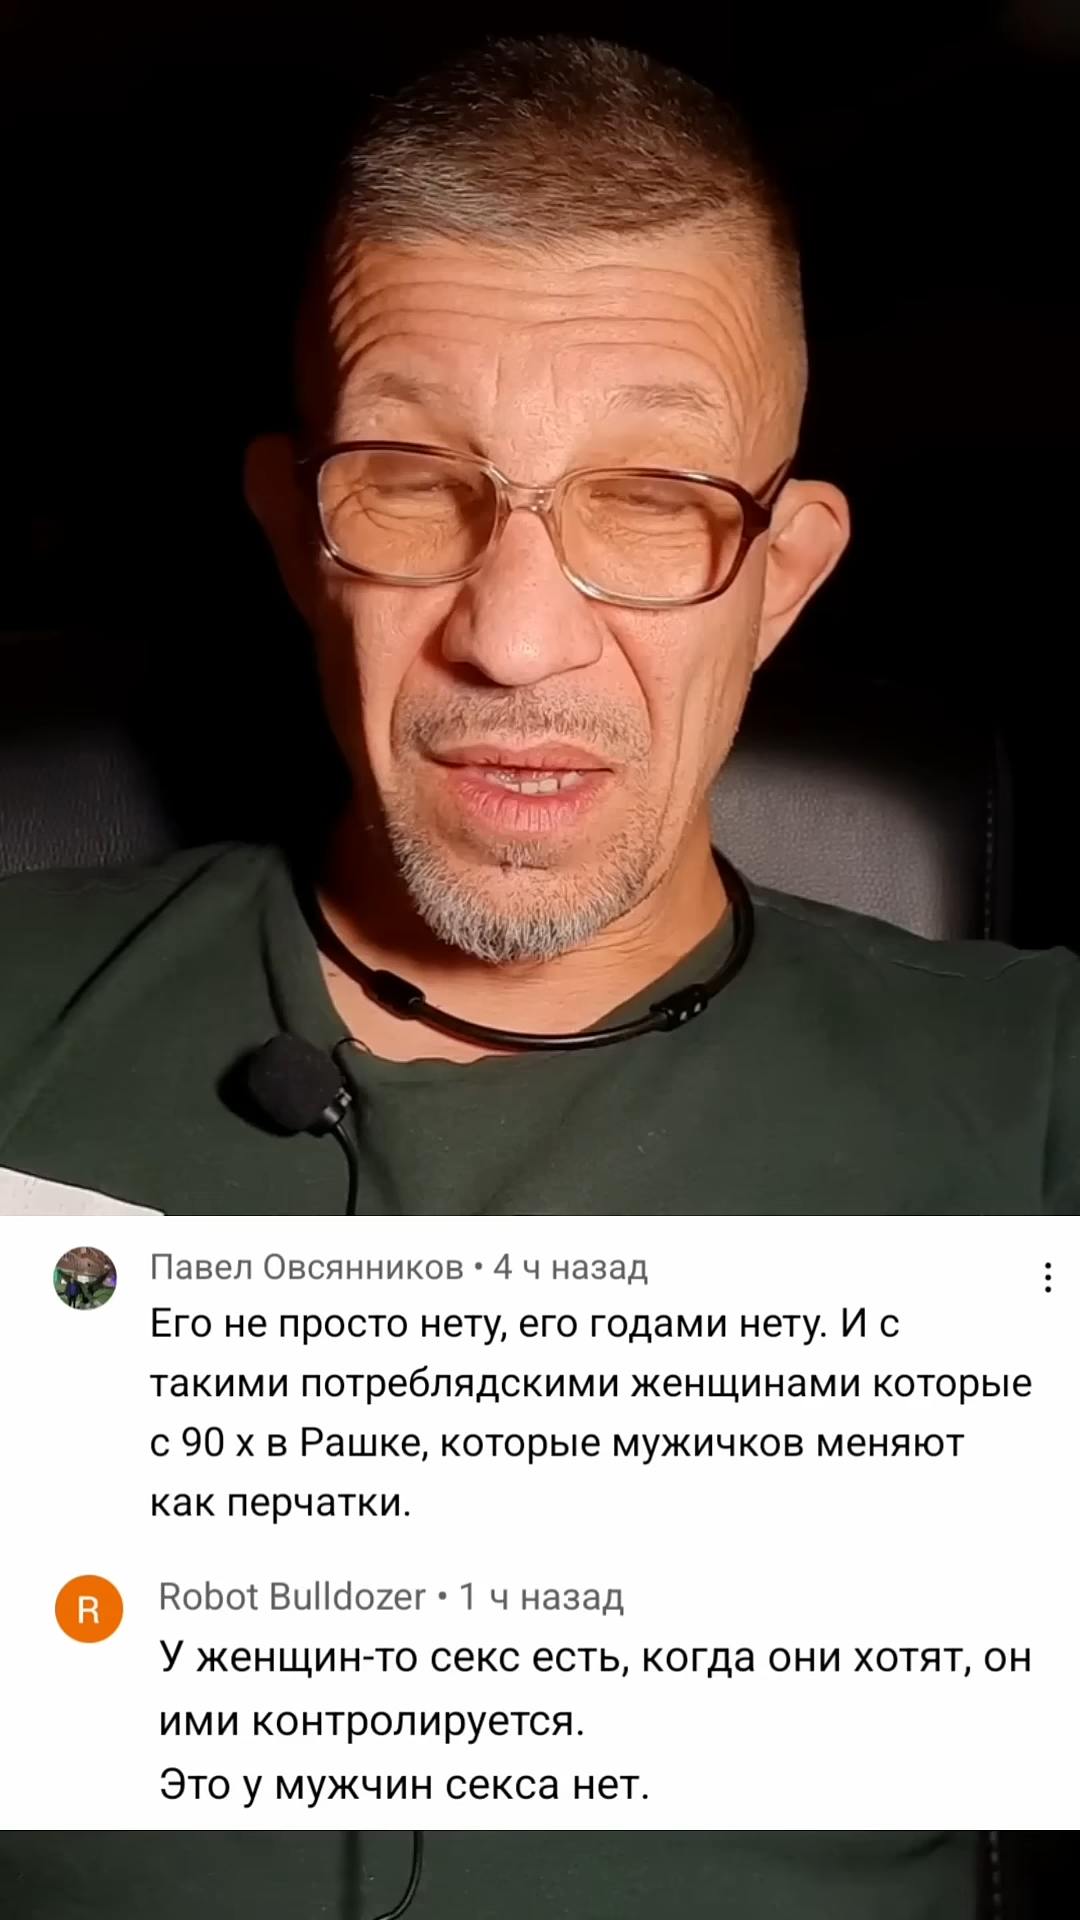 Павел Овсянников • 4 ч назад
Его не просто нету, его годами нету. И с
такими потреблядскими женщинами которые
с 90 х в Рашке, которые мужичков меняют
как перчатки.
R
Robot Bulldozer • 1 ч назад
У женщин-то секс есть, когда они хотят, он
ими контролируется.
Это у мужчин секса нет.